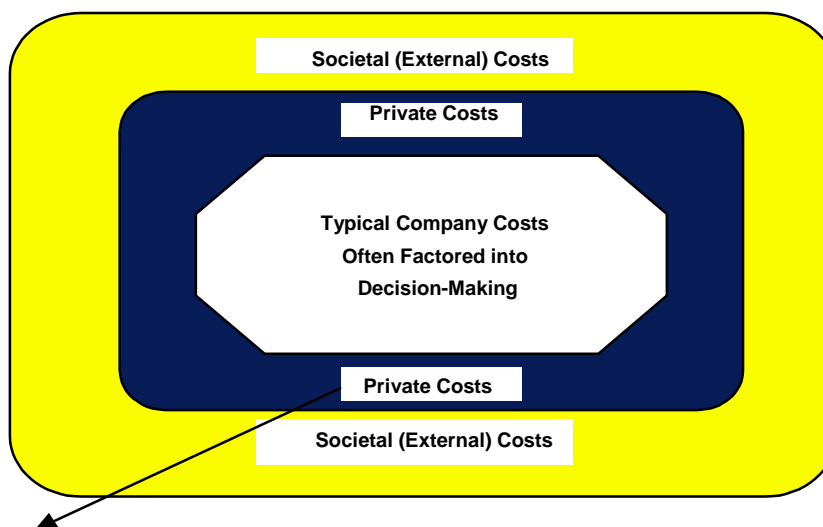 Societal (External) Costs
Private Costs
Typical Company Costs
Often Factored into
Decision-Making
Private Costs
Societal (External) Costs